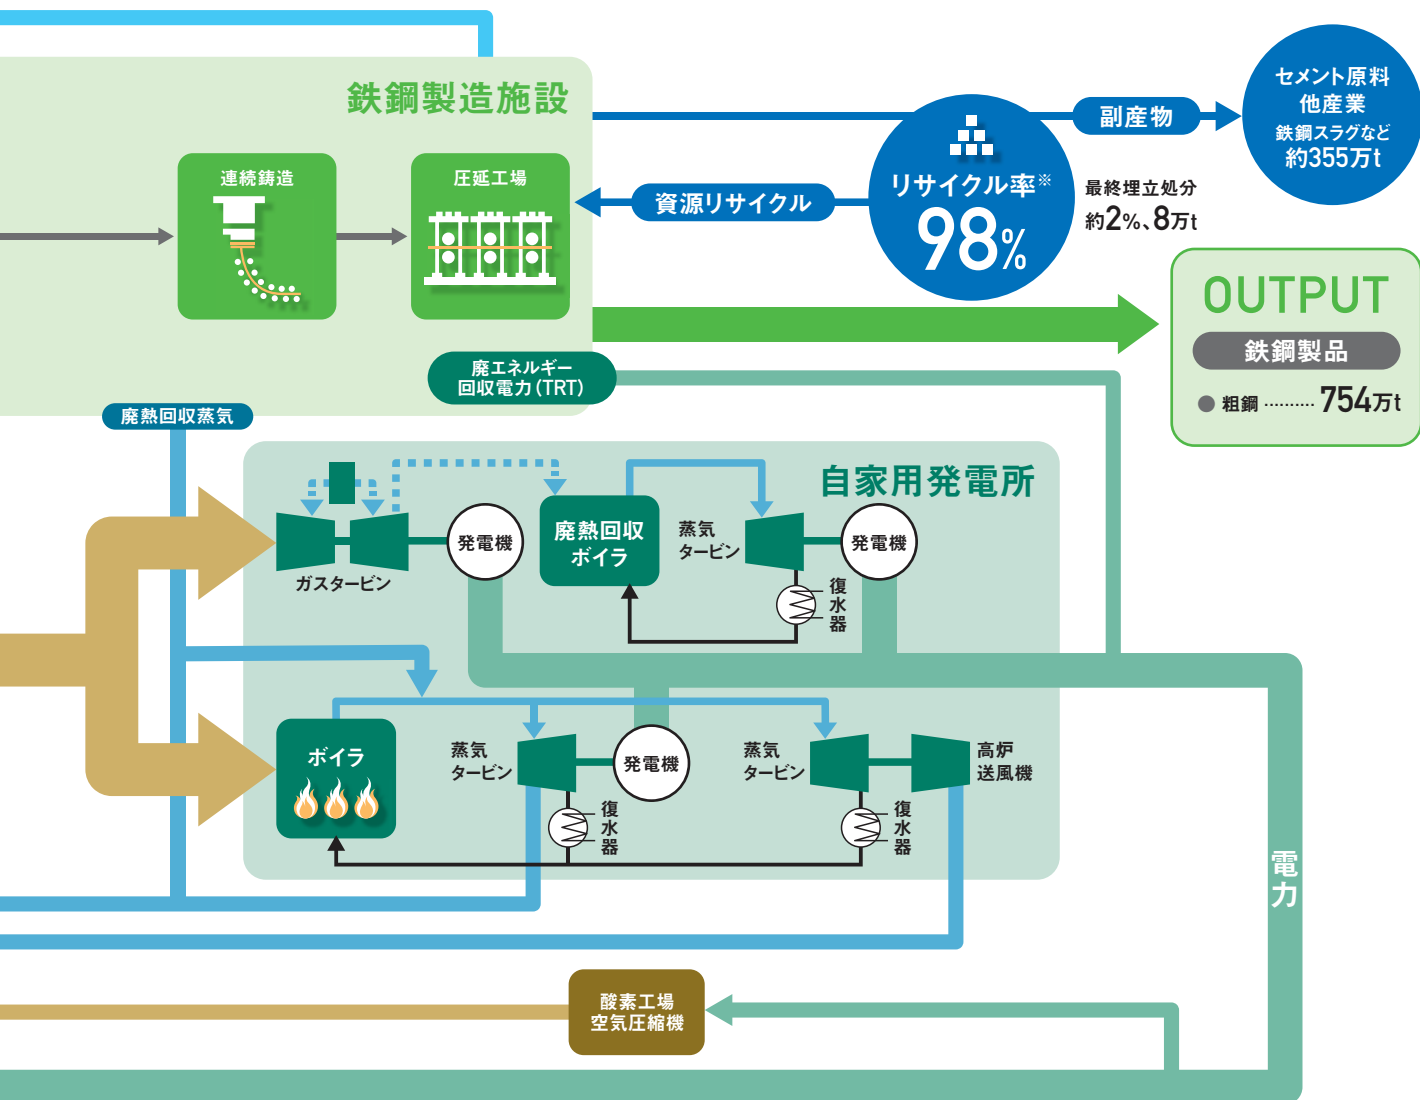 鉄鋼製造施設
連続鋳造
圧延工場
副産物
セメント原料
他産業
鉄鋼スラグなど
約355万t
資源リサイクル
リサイクル率※
98%
最終埋立処分
約2%、8万t
OUTPUT
鉄鋼製品
● 粗鋼 ·········· 754万t
廃エネルギー
回収電力(TRT)
廃熱回収蒸気
自家用発電所
ガスタービン
発電機
廃熱回収
ボイラ
蒸気
タービン
発電機
復水器
ボイラ
蒸気
タービン
発電機
復水器
蒸気
タービン
高炉
送風機
復水器
電力
酸素工場
空気圧縮機